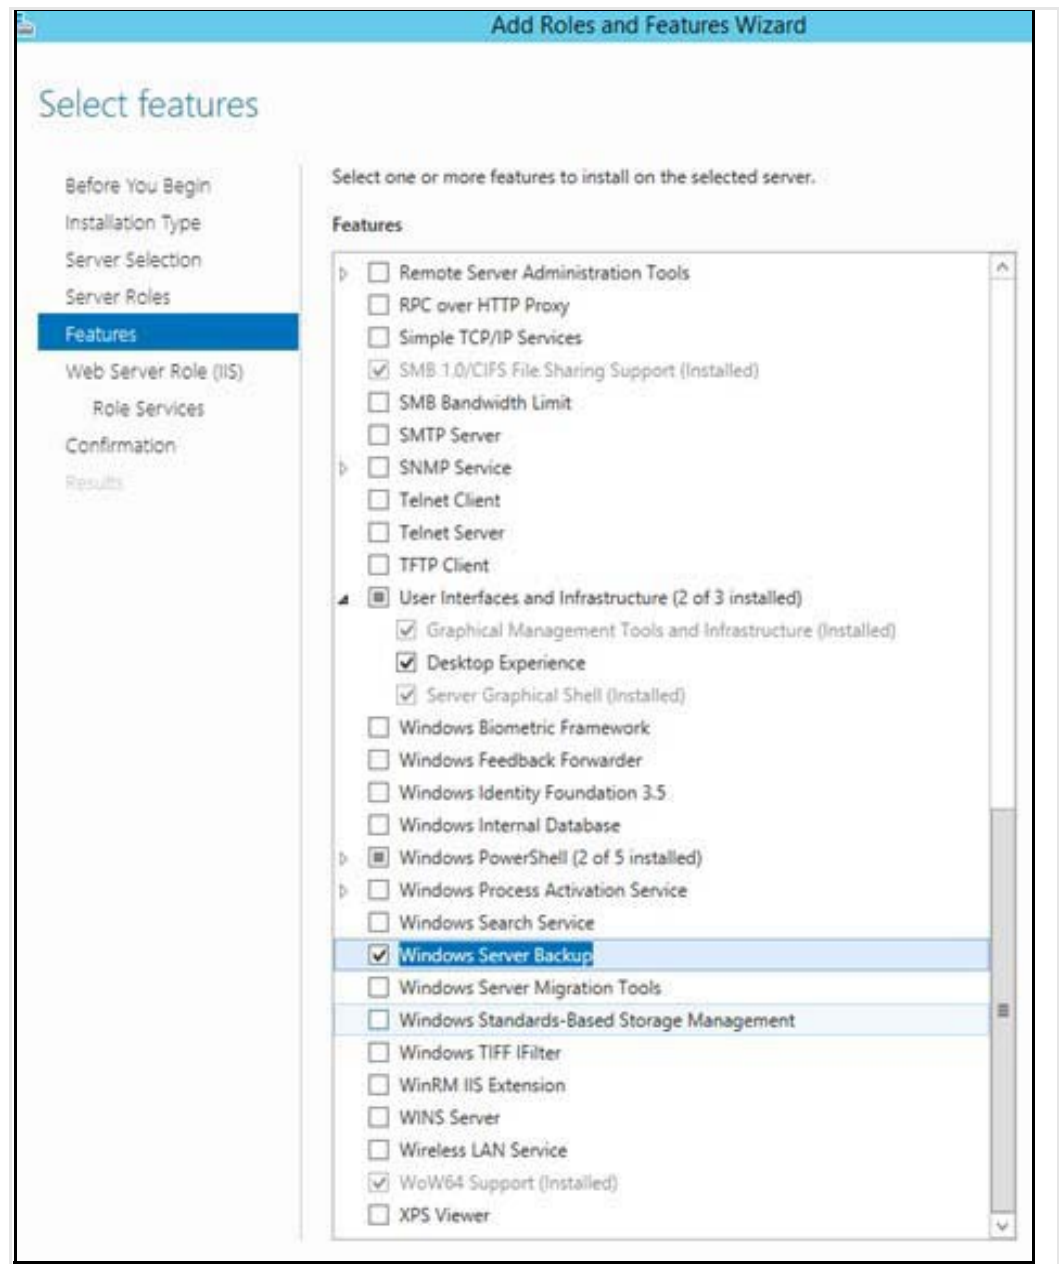 Add Roles and Features Wizard
Select features
Before You Begin
Installation Type
Server Selection
Server Roles
Features
Web Server Role (IIS)
Role Services
Confirmation
Results
Select one or more features to install on the selected server.
Features
Remote Server Administration Tools
RPC over HTTP Proxy
Simple TCP/IP Services
SMB 1.0/CIFS File Sharing Support (Installed)
SMB Bandwidth Limit
SMTP Server
SNMP Service
Telnet Client
Telnet Server
TFTP Client
User Interfaces and Infrastructure (2 of 3 installed)
Graphical Management Tools and Infrastructure (Installed)
Desktop Experience
Server Graphical Shell (Installed)
Windows Biometric Framework
Windows Feedback Forwarder
Windows Identity Foundation 3.5
Windows Internal Database
Windows PowerShell (2 of 5 installed)
Windows Process Activation Service
Windows Search Service
Windows Server Backup
Windows Server Migration Tools
Windows Standards-Based Storage Management
Windows TIFF IFilter
WinRM IIS Extension
WINS Server
Wireless LAN Service
WoW64 Support (Installed)
XPS Viewer